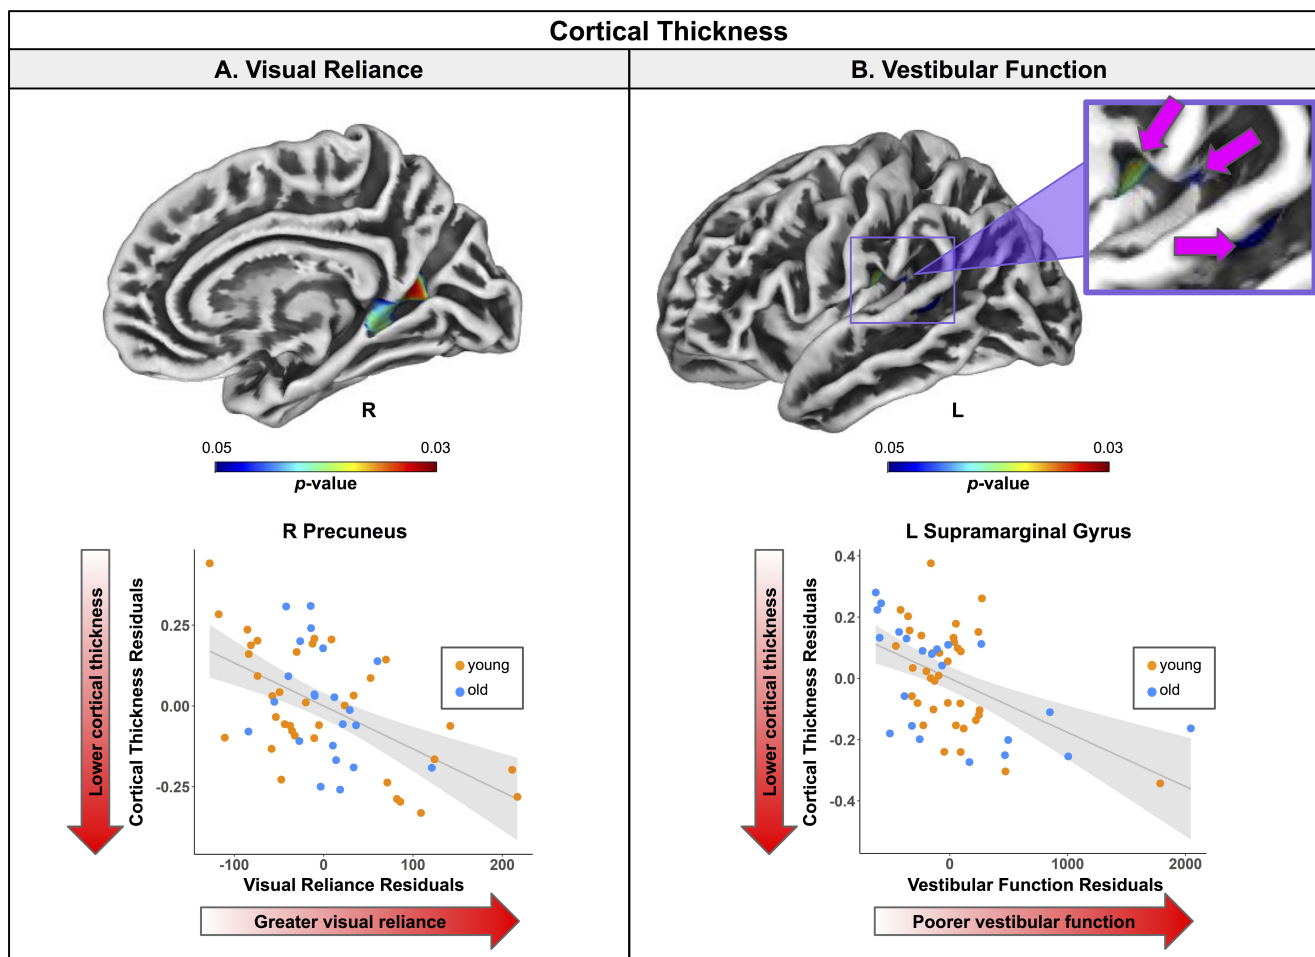 Cortical Thickness
A. Visual Reliance
B. Vestibular Function
R
L
0.05
0.03
p-value
0.05
0.03
p-value
R Precuneus
Lower cortical thickness
Cortical Thickness Residuals
0.25
0.00
-0.25
young
old
-100
0
100
200
Visual Reliance Residuals
Greater visual reliance
L Supramarginal Gyrus
Lower cortical thickness
Cortical Thickness Residuals
0.4
0.2
0.0
-0.2
-0.4
young
old
0
1000
2000
Vestibular Function Residuals
Poorer vestibular function